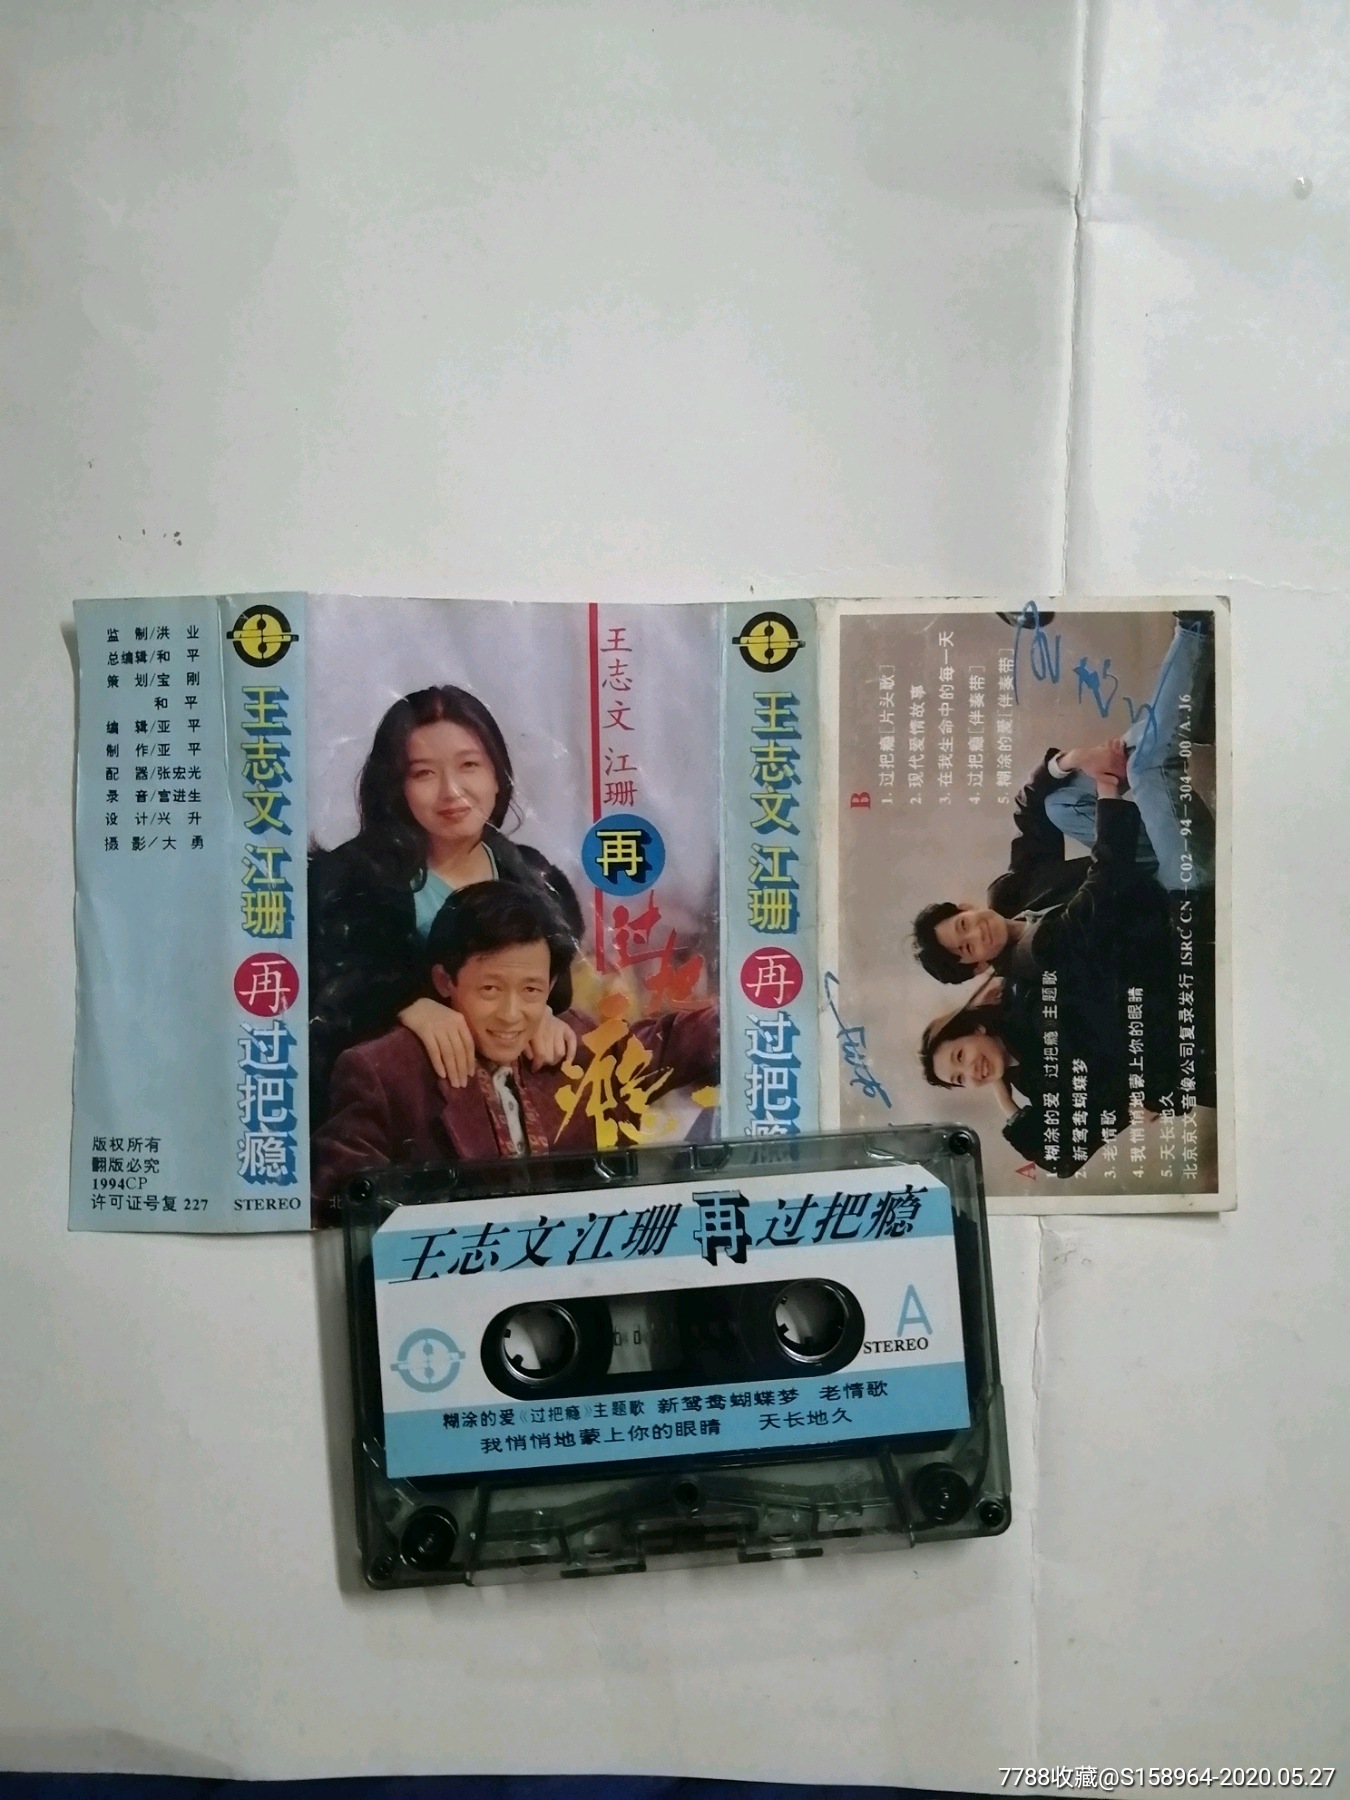 监 制/洪 业
总编辑/和 平
策 划/宝 刚
和 平
编 辑/亚 平
制 作/亚 平
配 器/张宏光
录 音/宫进生
设 计/兴 升
摄 影/大 勇
版权所有
翻版必究
1994CP
许可证号复 227
王志文 江珊 再过把瘾
STEREO
王志文 江珊
再
过把瘾
北
王志文 江珊 再过把瘾
B
1. 过把瘾[片头歌]
2. 现代爱情故事
3. 在我生命中的每一天
4. 过把瘾[伴奏带]
5. 糊涂的爱[伴奏带]
王志文
江珊
A
1. 糊涂的爱 过把瘾 主题歌
2. 新鸳鸯蝴蝶梦
3. 老情歌
4. 我悄悄地蒙上你的眼睛
5. 天长地久
北京京文音像公司复录发行 ISRC CN—C02—94—304—00/A.J6
王志文江珊再过把瘾
A
STEREO
糊涂的爱《过把瘾》主题歌 新鸳鸯蝴蝶梦 老情歌
我悄悄地蒙上你的眼睛 天长地久
7788收藏@S158964-2020.05.27